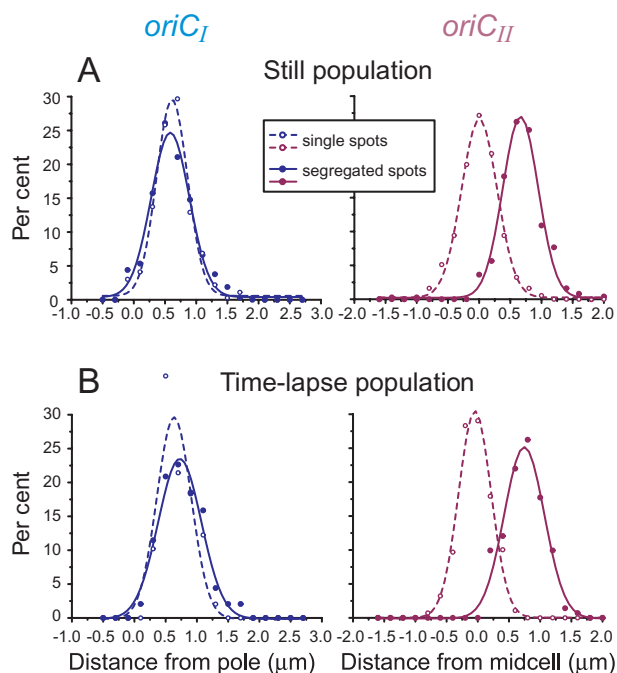 oriC_I oriC_II
A Still population
30
25
20
15
10
5
0
Per cent
single spots
segregated spots
-1.0 -0.5 0.0 0.5 1.0 1.5 2.0 2.5 3.0
-2.0 -1.5 -1.0 -0.5 0.0 0.5 1.0 1.5 2.0
B Time-lapse population
30
25
20
15
10
5
0
Per cent
-1.0 -0.5 0.0 0.5 1.0 1.5 2.0 2.5 3.0
-2.0 -1.5 -1.0 -0.5 0.0 0.5 1.0 1.5 2.0
Distance from pole (μm) Distance from midcell (μm)